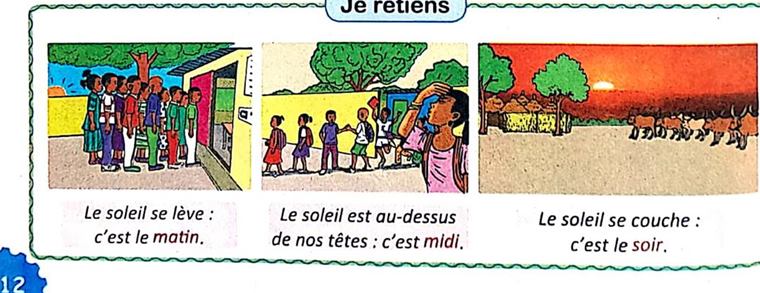 Je retiens
Le soleil se lève :
c'est le matin.
Le soleil est au-dessus
de nos têtes : c'est midi.
Le soleil se couche :
c'est le soir.
12